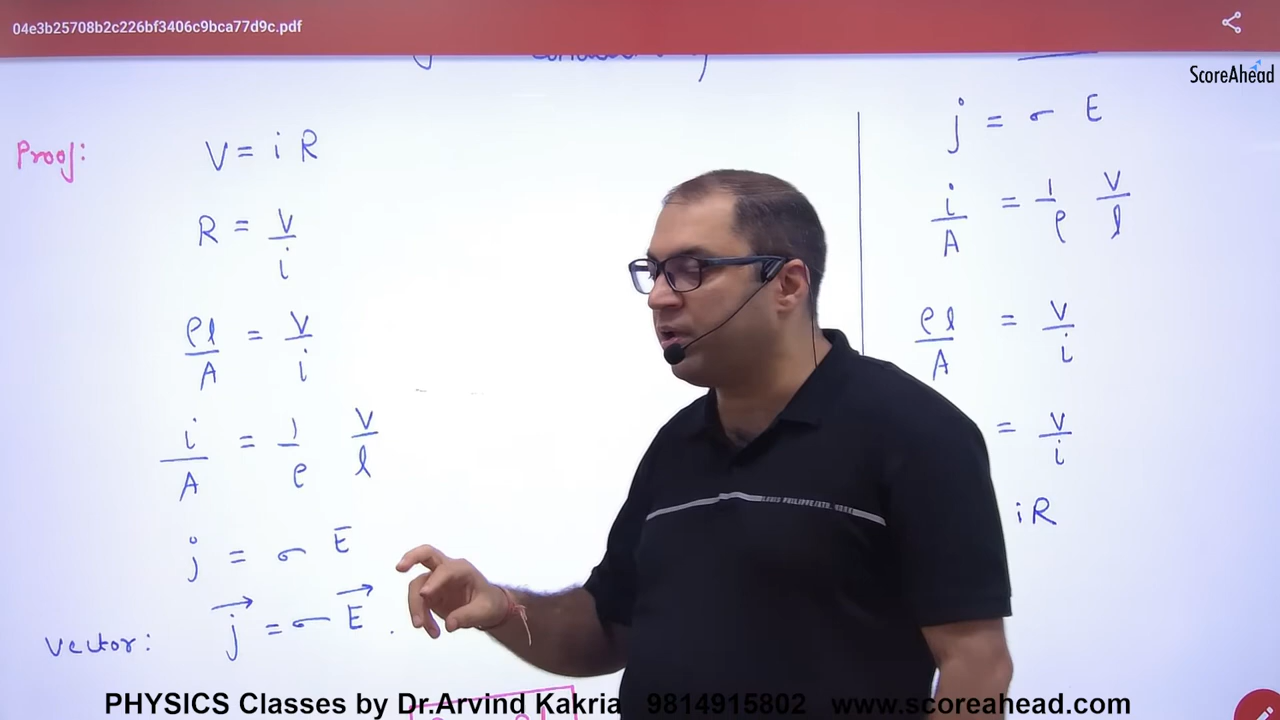 04e3b25708b2c226bf3406c9bca77d9c.pdf
ScoreAhead
Proof:
V = i R
R = V/i
ρl/A = V/i
i/A = 1/ρ V/l
j = σ E
vector: j⃗ = σ E⃗ .
j = σ E
i/A = 1/ρ V/l
ρl/A = V/i
= V/i
iR
PHYSICS Classes by Dr.Arvind Kakria 9814915802 www.scoreahead.com